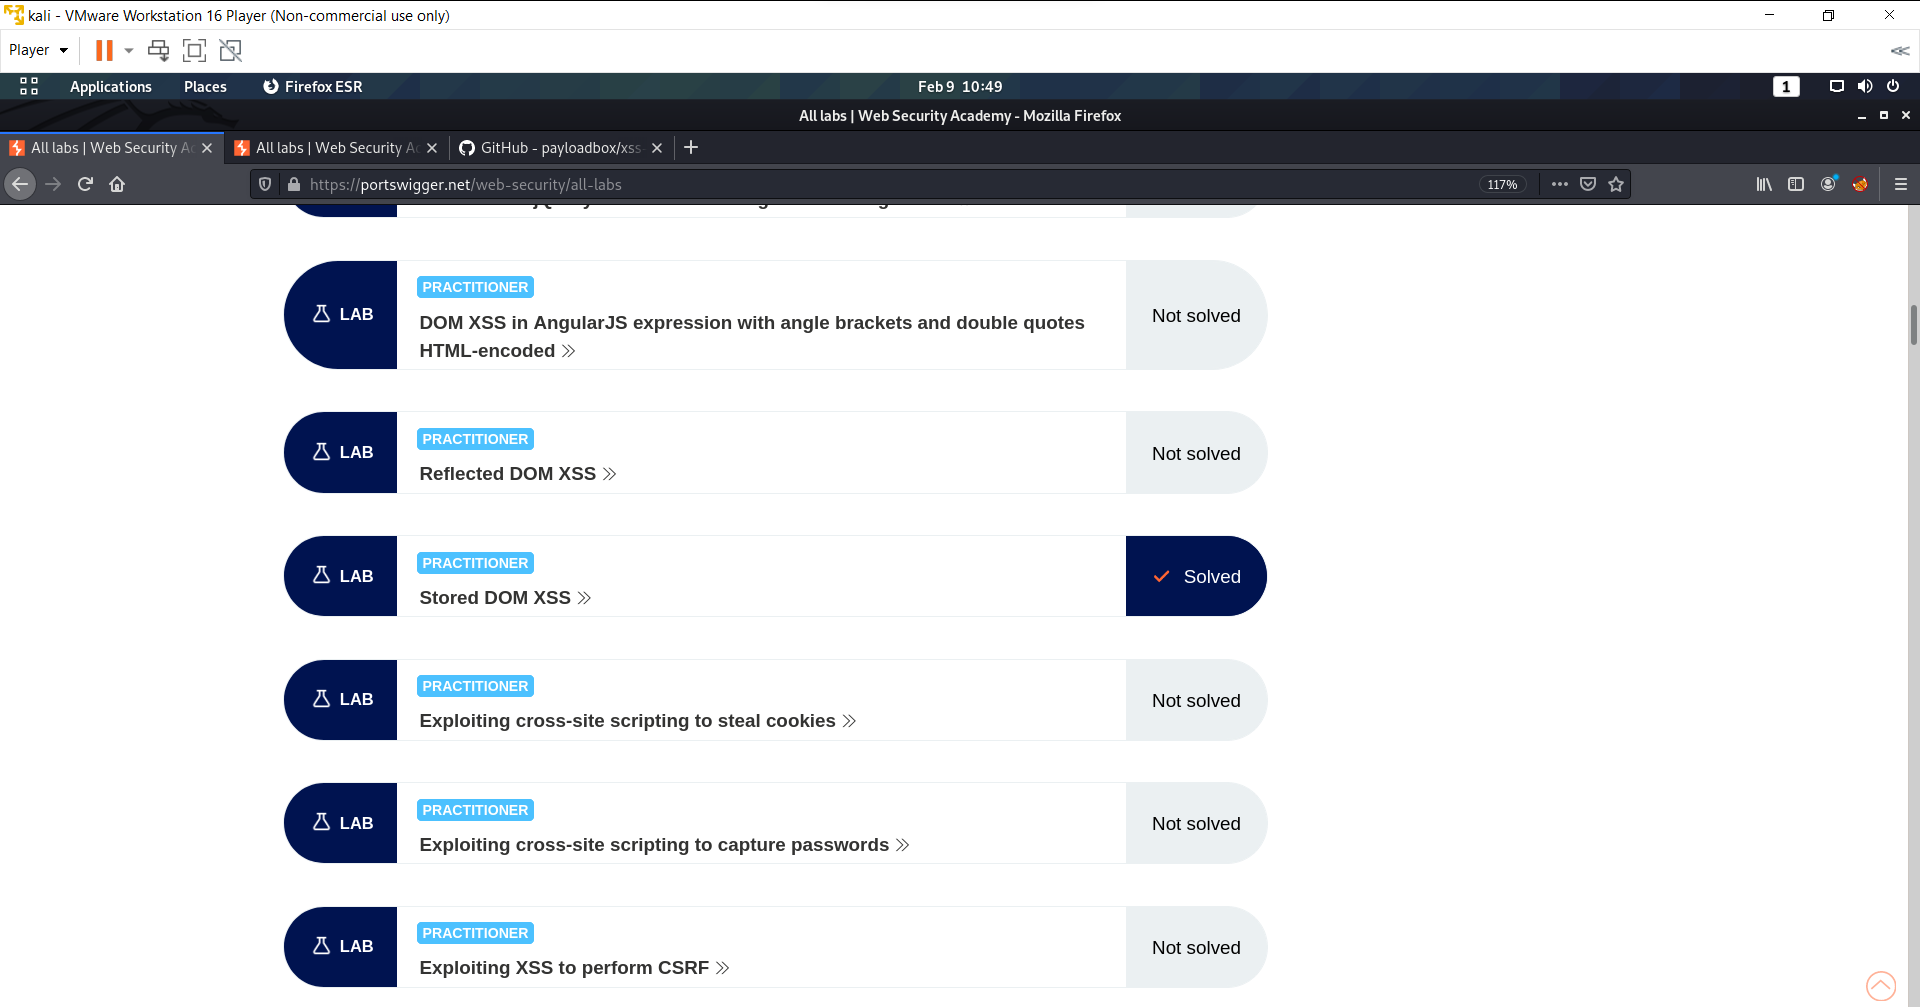 kali - VMware Workstation 16 Player (Non-commercial use only)
Player
Applications Places Firefox ESR Feb 9 10:49 1
All labs | Web Security Academy - Mozilla Firefox
All labs | Web Security Ac All labs | Web Security Ac GitHub - payloadbox/xss
https://portswigger.net/web-security/all-labs 117%
LAB
PRACTITIONER
DOM XSS in AngularJS expression with angle brackets and double quotes
HTML-encoded
Not solved
LAB
PRACTITIONER
Reflected DOM XSS
Not solved
LAB
PRACTITIONER
Stored DOM XSS
Solved
LAB
PRACTITIONER
Exploiting cross-site scripting to steal cookies
Not solved
LAB
PRACTITIONER
Exploiting cross-site scripting to capture passwords
Not solved
LAB
PRACTITIONER
Exploiting XSS to perform CSRF
Not solved